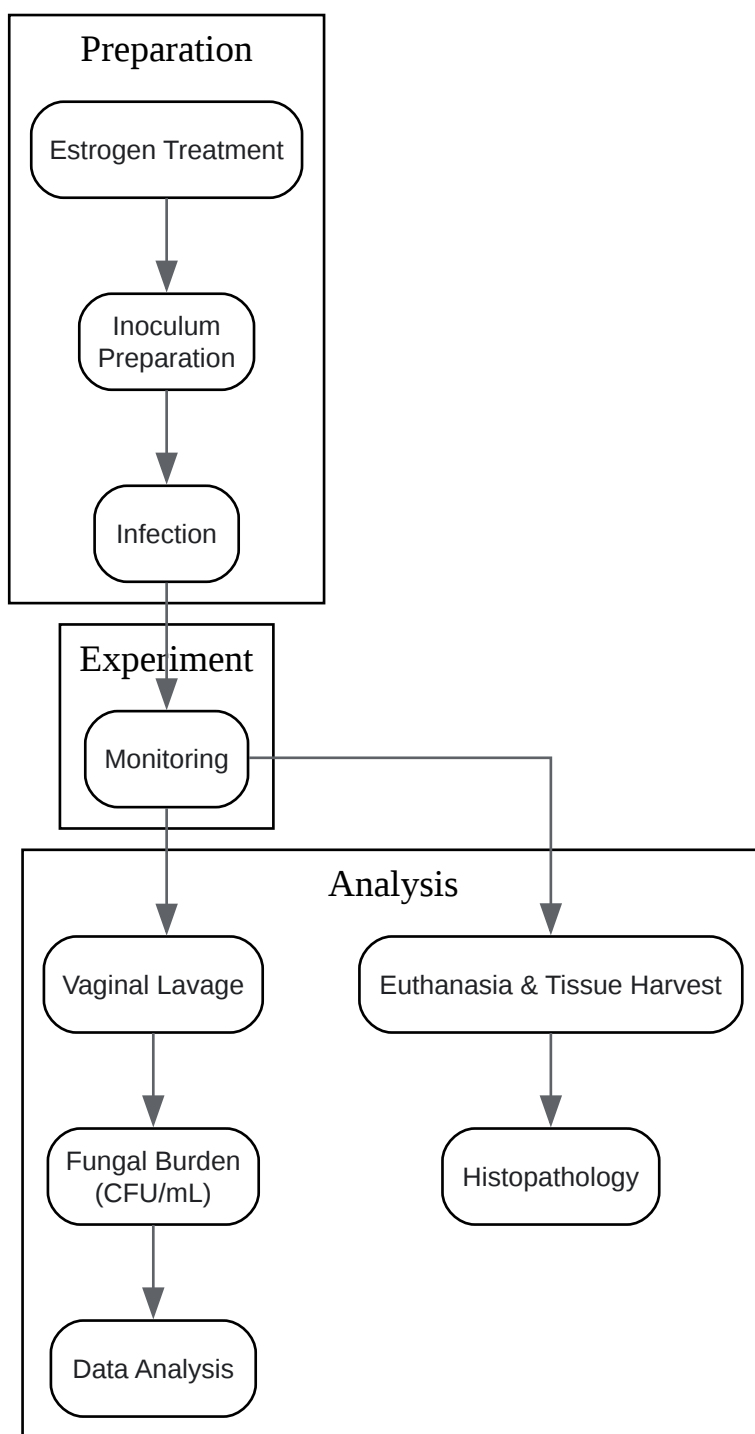 Preparation
Estrogen Treatment
Inoculum
Preparation
Infection
Experiment
Monitoring
Analysis
Vaginal Lavage
Euthanasia & Tissue Harvest
Fungal Burden
(CFU/mL)
Histopathology
Data Analysis